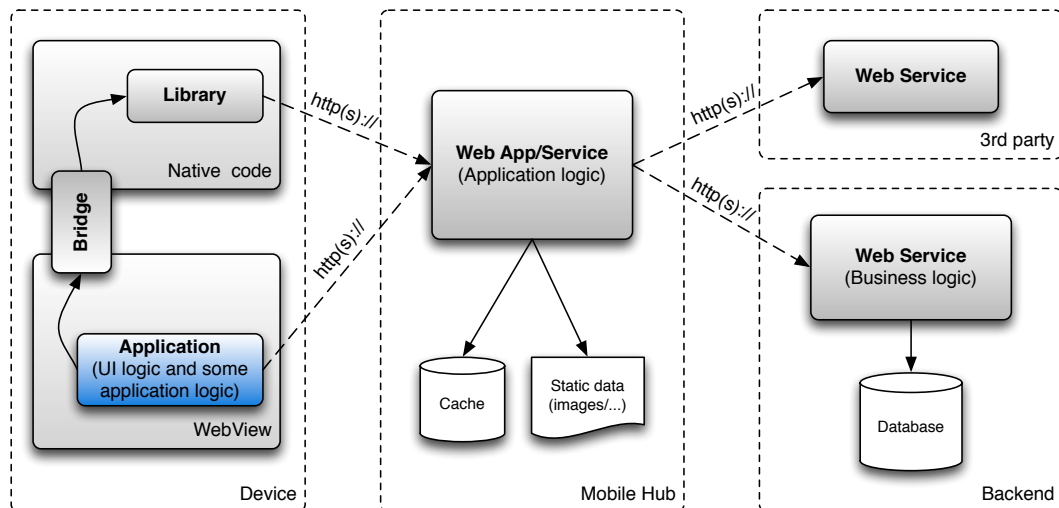 Library
Native code
Bridge
Application
(UI logic and some
application logic)
WebView
Device
http(s)://
http(s)://
Web App/Service
(Application logic)
Cache
Static data
(images/...)
Mobile Hub
http(s)://
http(s)://
Web Service
3rd party
Web Service
(Business logic)
Database
Backend